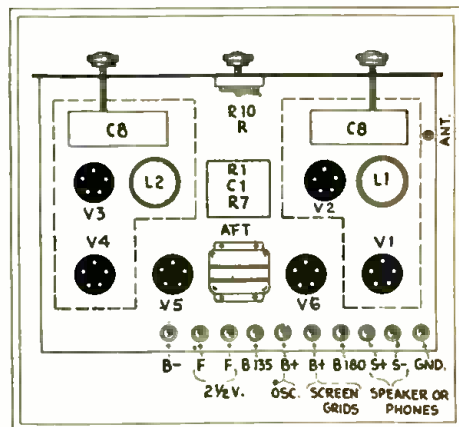 R10
R
C8
C8
ANT.
R1
C1
R7
L2
V2
L1
V3
AFT
V4
V5
V6
V1
B- F F B135 B+ B+ B180 S+ S- GND.
2½V. OSC. SCREEN GRIDS SPEAKER OR PHONES